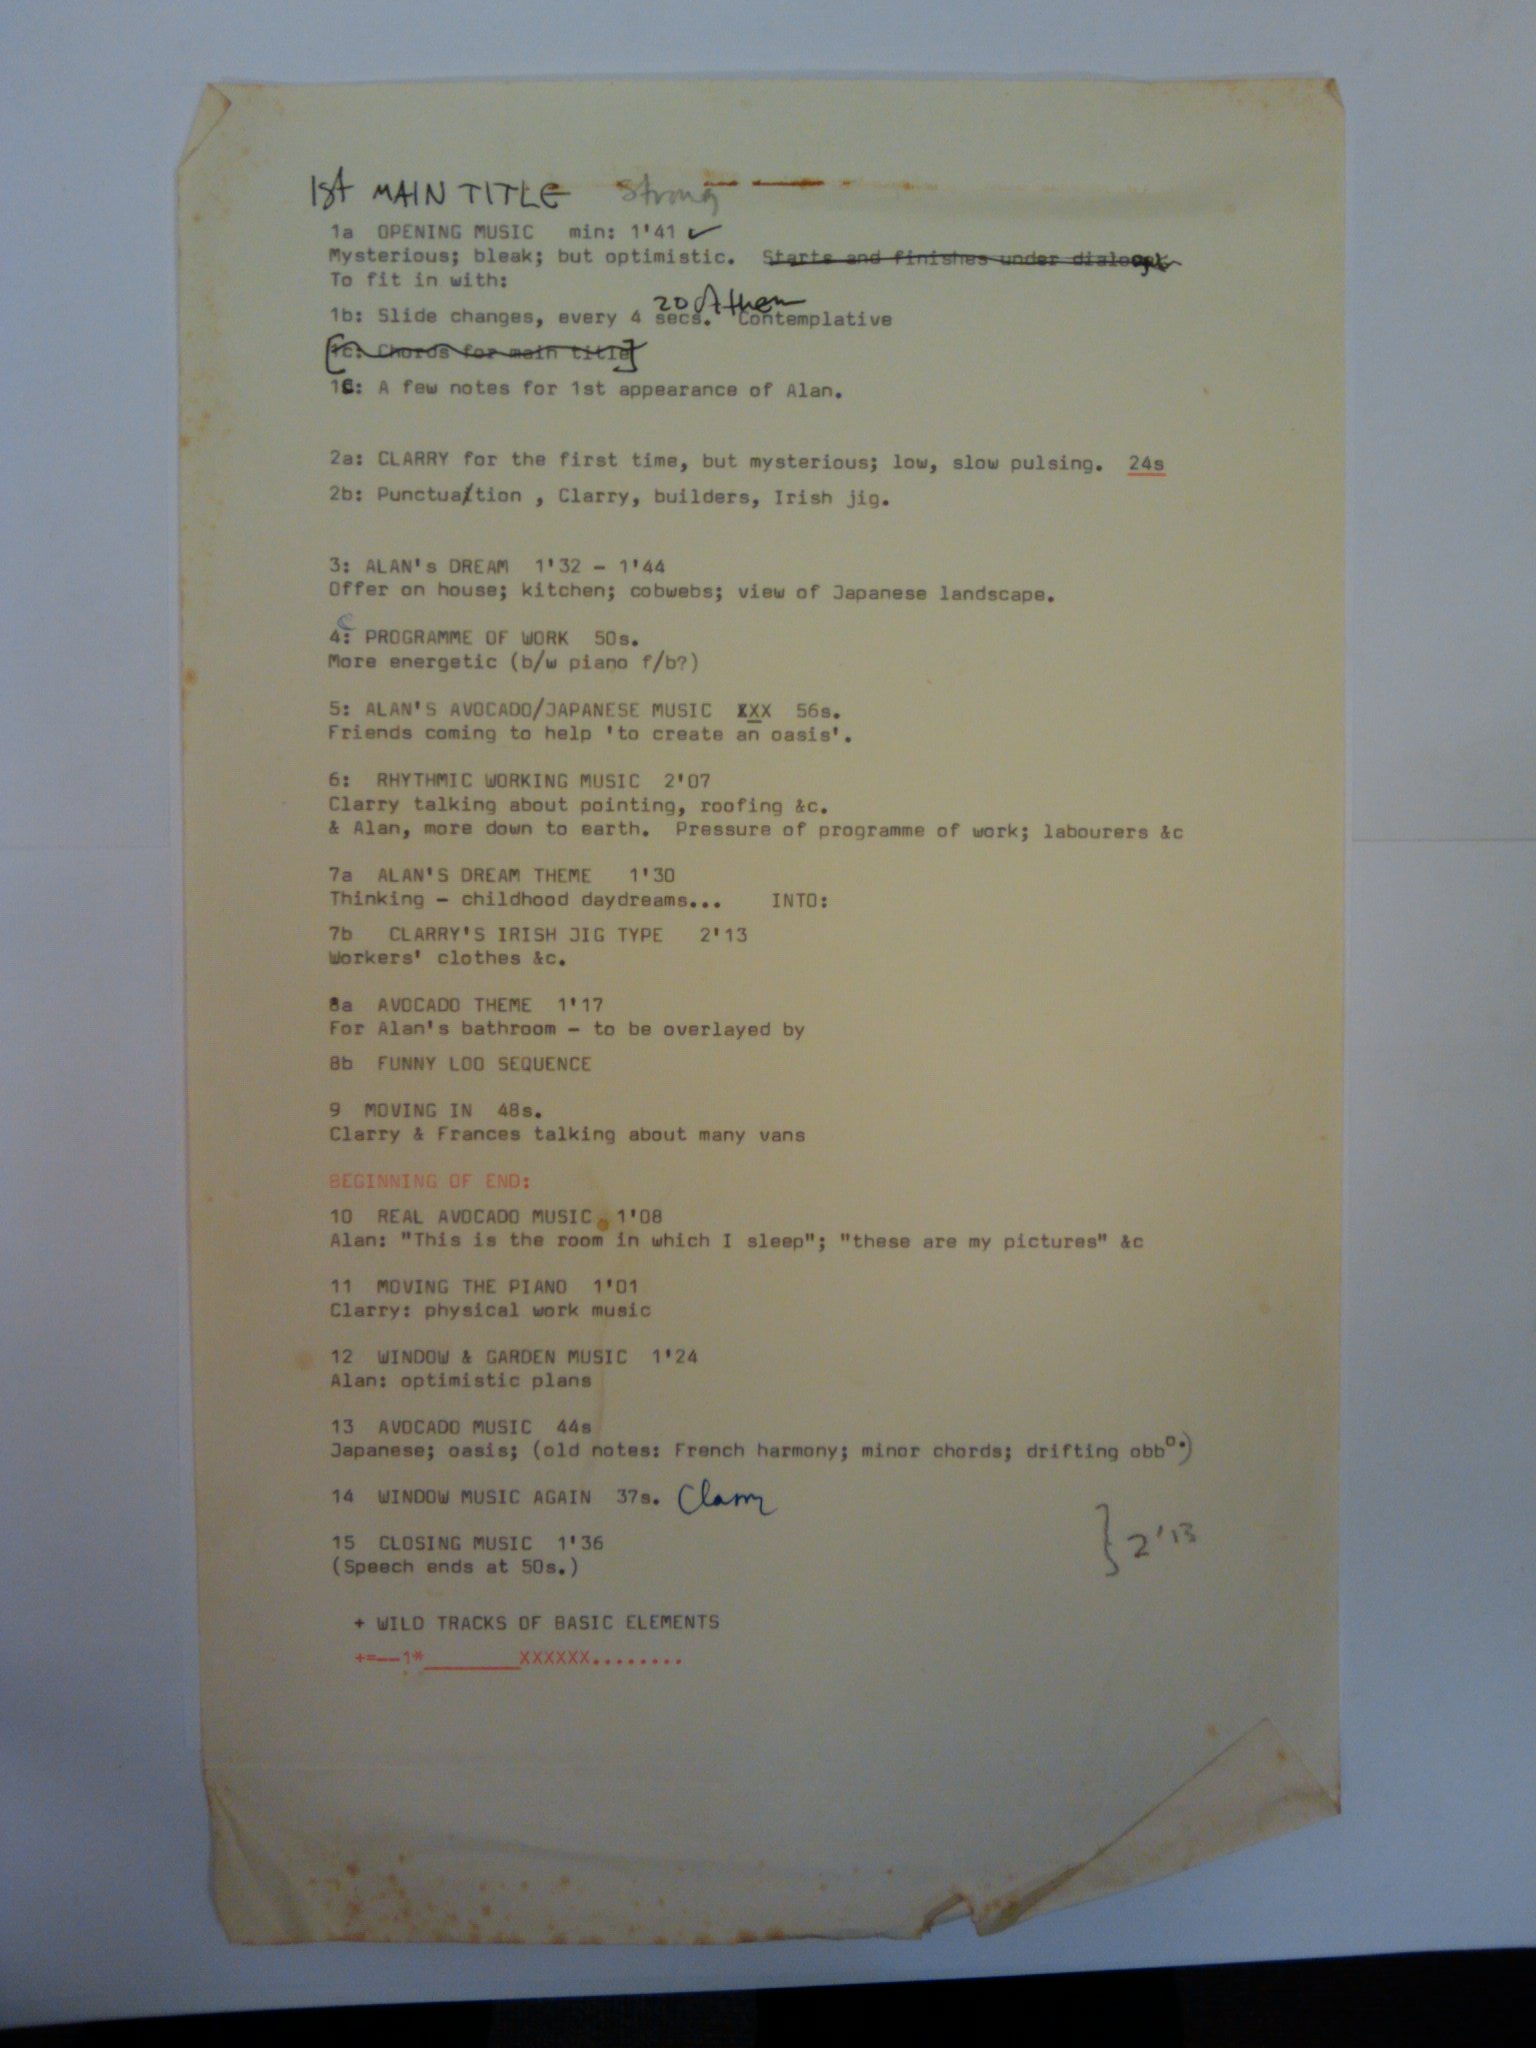 1st MAIN TITLE Strong
1a OPENING MUSIC min: 1'41 ✓
Mysterious; bleak; but optimistic. Starts and finishes under dialogue
To fit in with:
20
1b: Slide changes, every 4 secs. Contemplative
[1c: Chords for main title]
1C: A few notes for 1st appearance of Alan.
2a: CLARRY for the first time, but mysterious; low, slow pulsing. 24s
2b: Punctua/tion , Clarry, builders, Irish jig.
3: ALAN's DREAM 1'32 - 1'44
Offer on house; kitchen; cobwebs; view of Japanese landscape.
4: PROGRAMME OF WORK 50s.
More energetic (b/w piano f/b?)
5: ALAN'S AVOCADO/JAPANESE MUSIC XXX 56s.
Friends coming to help 'to create an oasis'.
6: RHYTHMIC WORKING MUSIC 2'07
Clarry talking about pointing, roofing &c.
& Alan, more down to earth. Pressure of programme of work; labourers &c
7a ALAN'S DREAM THEME 1'30
Thinking - childhood daydreams... INTO:
7b CLARRY'S IRISH JIG TYPE 2'13
Workers' clothes &c.
8a AVOCADO THEME 1'17
For Alan's bathroom - to be overlayed by
8b FUNNY LOO SEQUENCE
9 MOVING IN 48s.
Clarry & Frances talking about many vans
BEGINNING OF END:
10 REAL AVOCADO MUSIC 1'08
Alan: "This is the room in which I sleep"; "these are my pictures" &c
11 MOVING THE PIANO 1'01
Clarry: physical work music
12 WINDOW & GARDEN MUSIC 1'24
Alan: optimistic plans
13 AVOCADO MUSIC 44s
Japanese; oasis; (old notes: French harmony; minor chords; drifting obbº.)
14 WINDOW MUSIC AGAIN 37s. Clarry
15 CLOSING MUSIC 1'36 } 2'13
(Speech ends at 50s.)
+ WILD TRACKS OF BASIC ELEMENTS
+=--1*________XXXXXX........